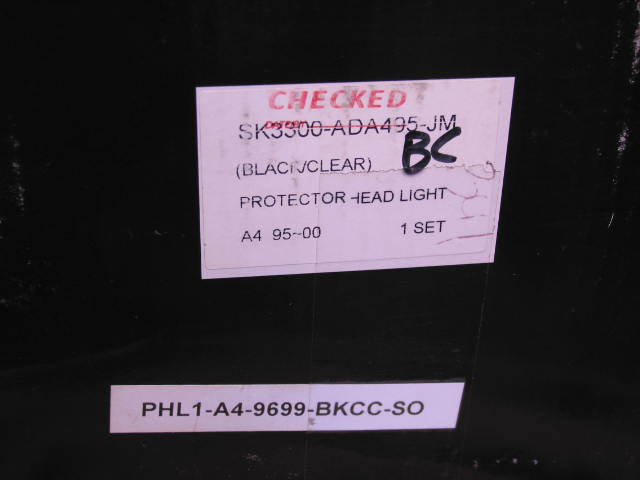 CHECKED
SK3300-ADA495-JM
BC
(BLACK/CLEAR)
PROTECTOR HEAD LIGHT
A4 95~00 1 SET
PHL1-A4-9699-BKCC-SO